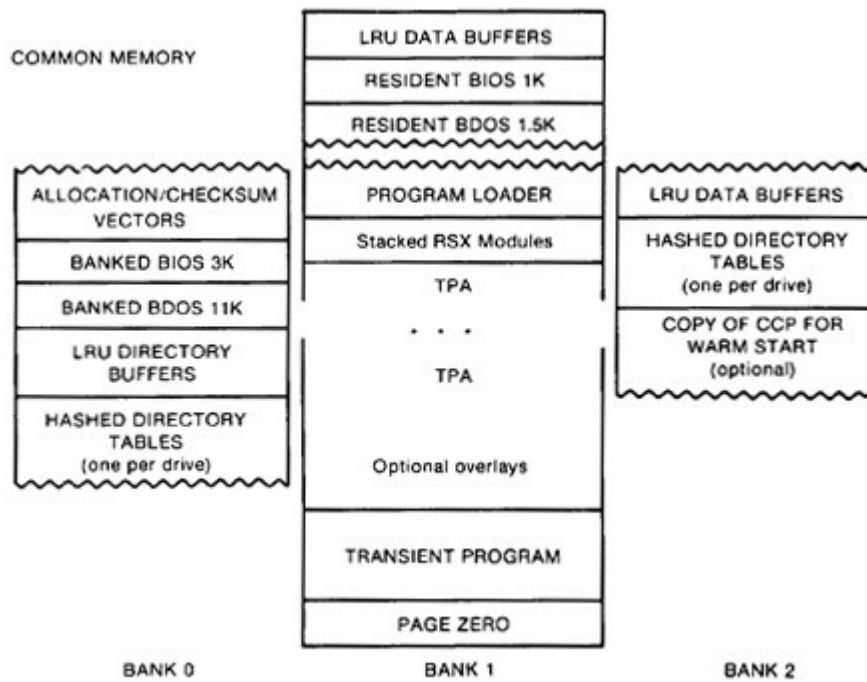 COMMON MEMORY
LRU DATA BUFFERS
RESIDENT BIOS 1K
RESIDENT BDOS 1.5K
ALLOCATION/CHECKSUM
VECTORS
BANKED BIOS 3K
BANKED BDOS 11K
LRU DIRECTORY
BUFFERS
HASHED DIRECTORY
TABLES
(one per drive)
BANK 0
PROGRAM LOADER
Stacked RSX Modules
TPA
. . .
TPA
Optional overlays
TRANSIENT PROGRAM
PAGE ZERO
BANK 1
LRU DATA BUFFERS
HASHED DIRECTORY
TABLES
(one per drive)
COPY OF CCP FOR
WARM START
(optional)
BANK 2